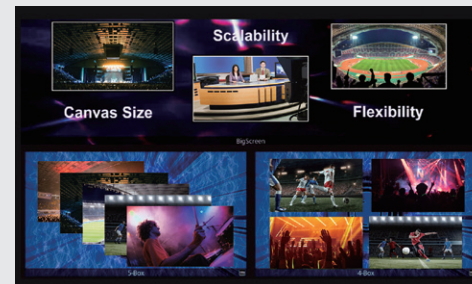 Scalability
Canvas Size
Flexibility
BigScreen
5-Box
4-Box